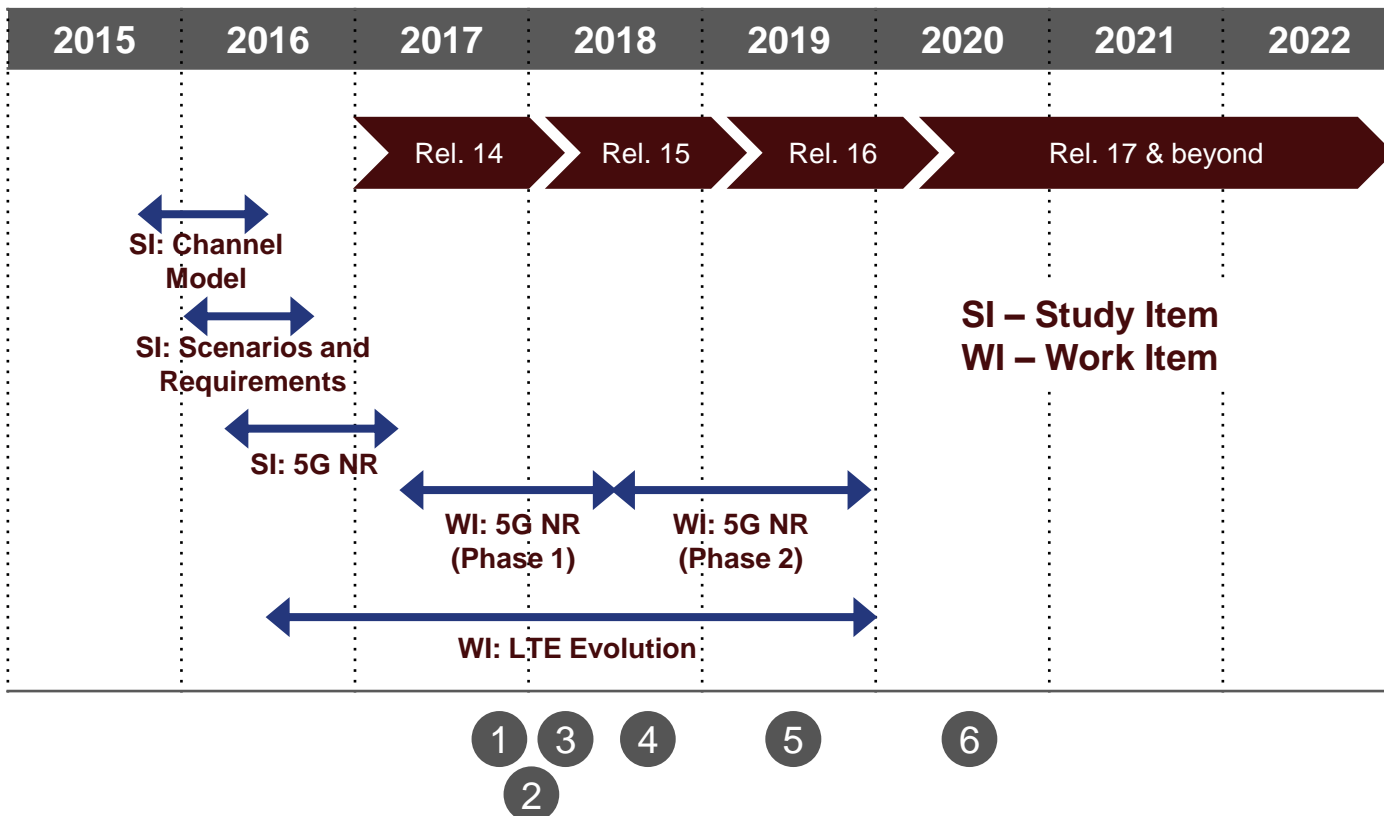 2015 2016 2017 2018 2019 2020 2021 2022
Rel. 14 Rel. 15 Rel. 16 Rel. 17 & beyond
SI: Channel
Model
SI: Scenarios and
Requirements
SI – Study Item
WI – Work Item
SI: 5G NR
WI: 5G NR
(Phase 1)
WI: 5G NR
(Phase 2)
WI: LTE Evolution
1 3 4 5 6
2